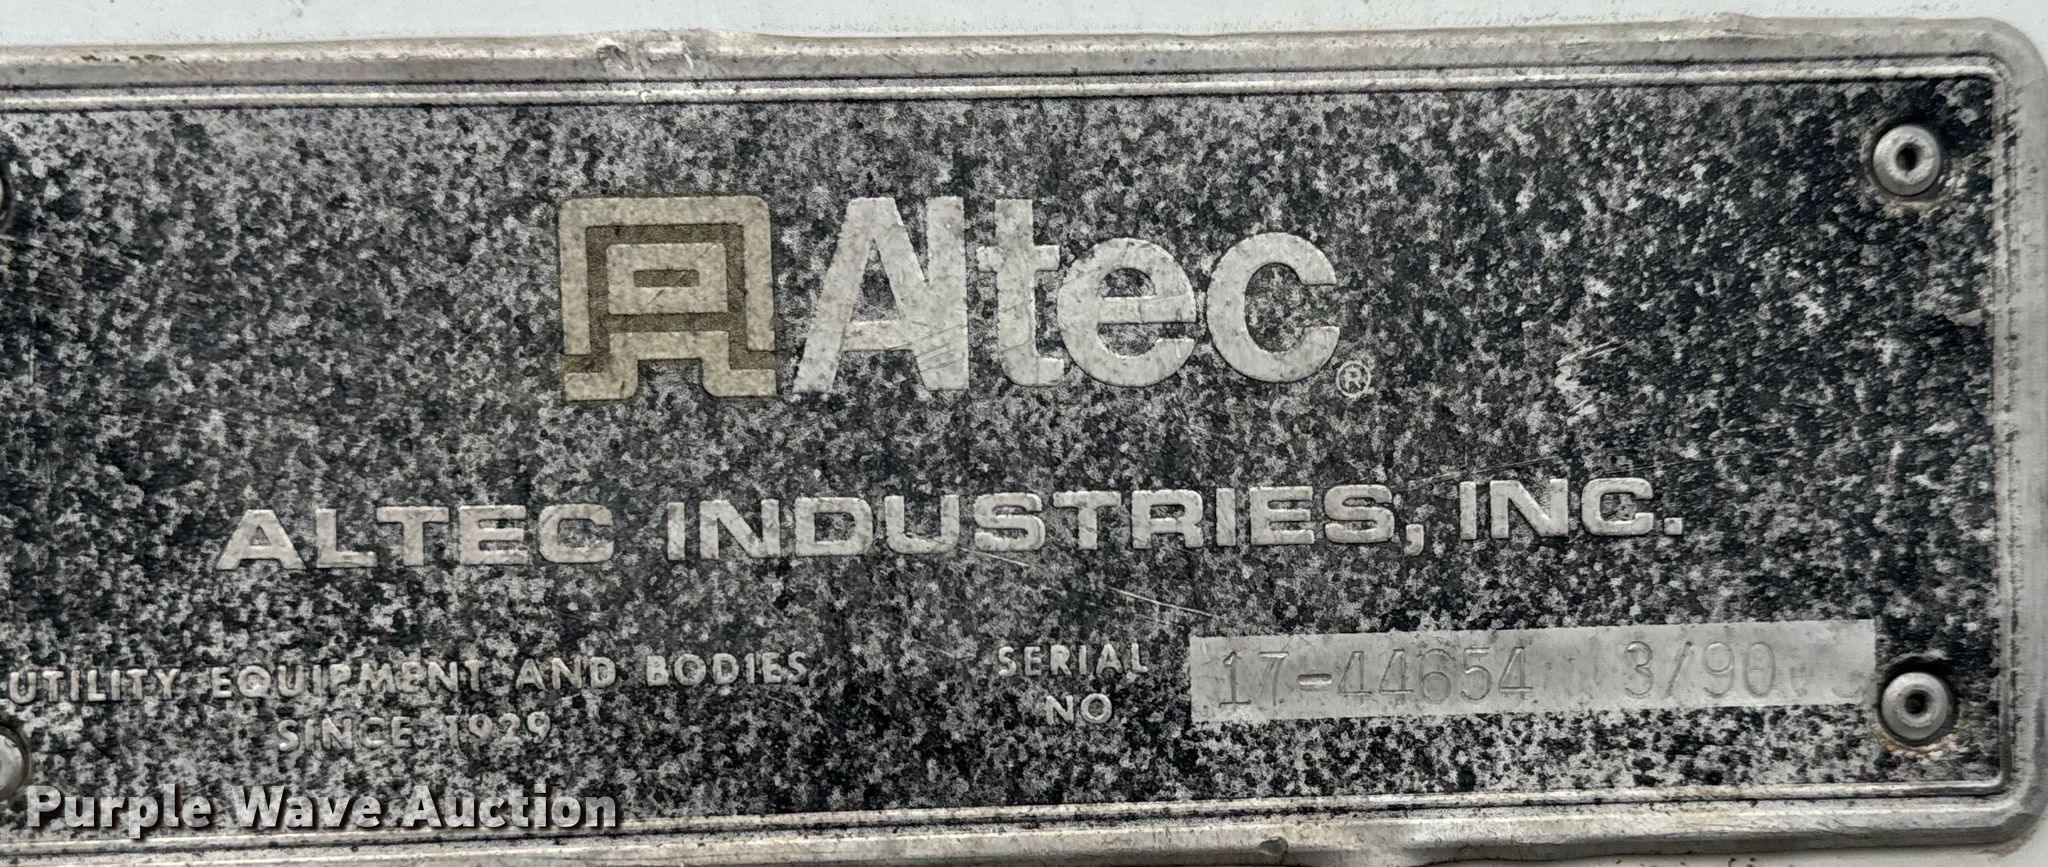 Altec®
ALTEC INDUSTRIES, INC.
UTILITY EQUIPMENT AND BODIES
SINCE 1929
SERIAL
NO
17-44654 3/90
Purple Wave Auction